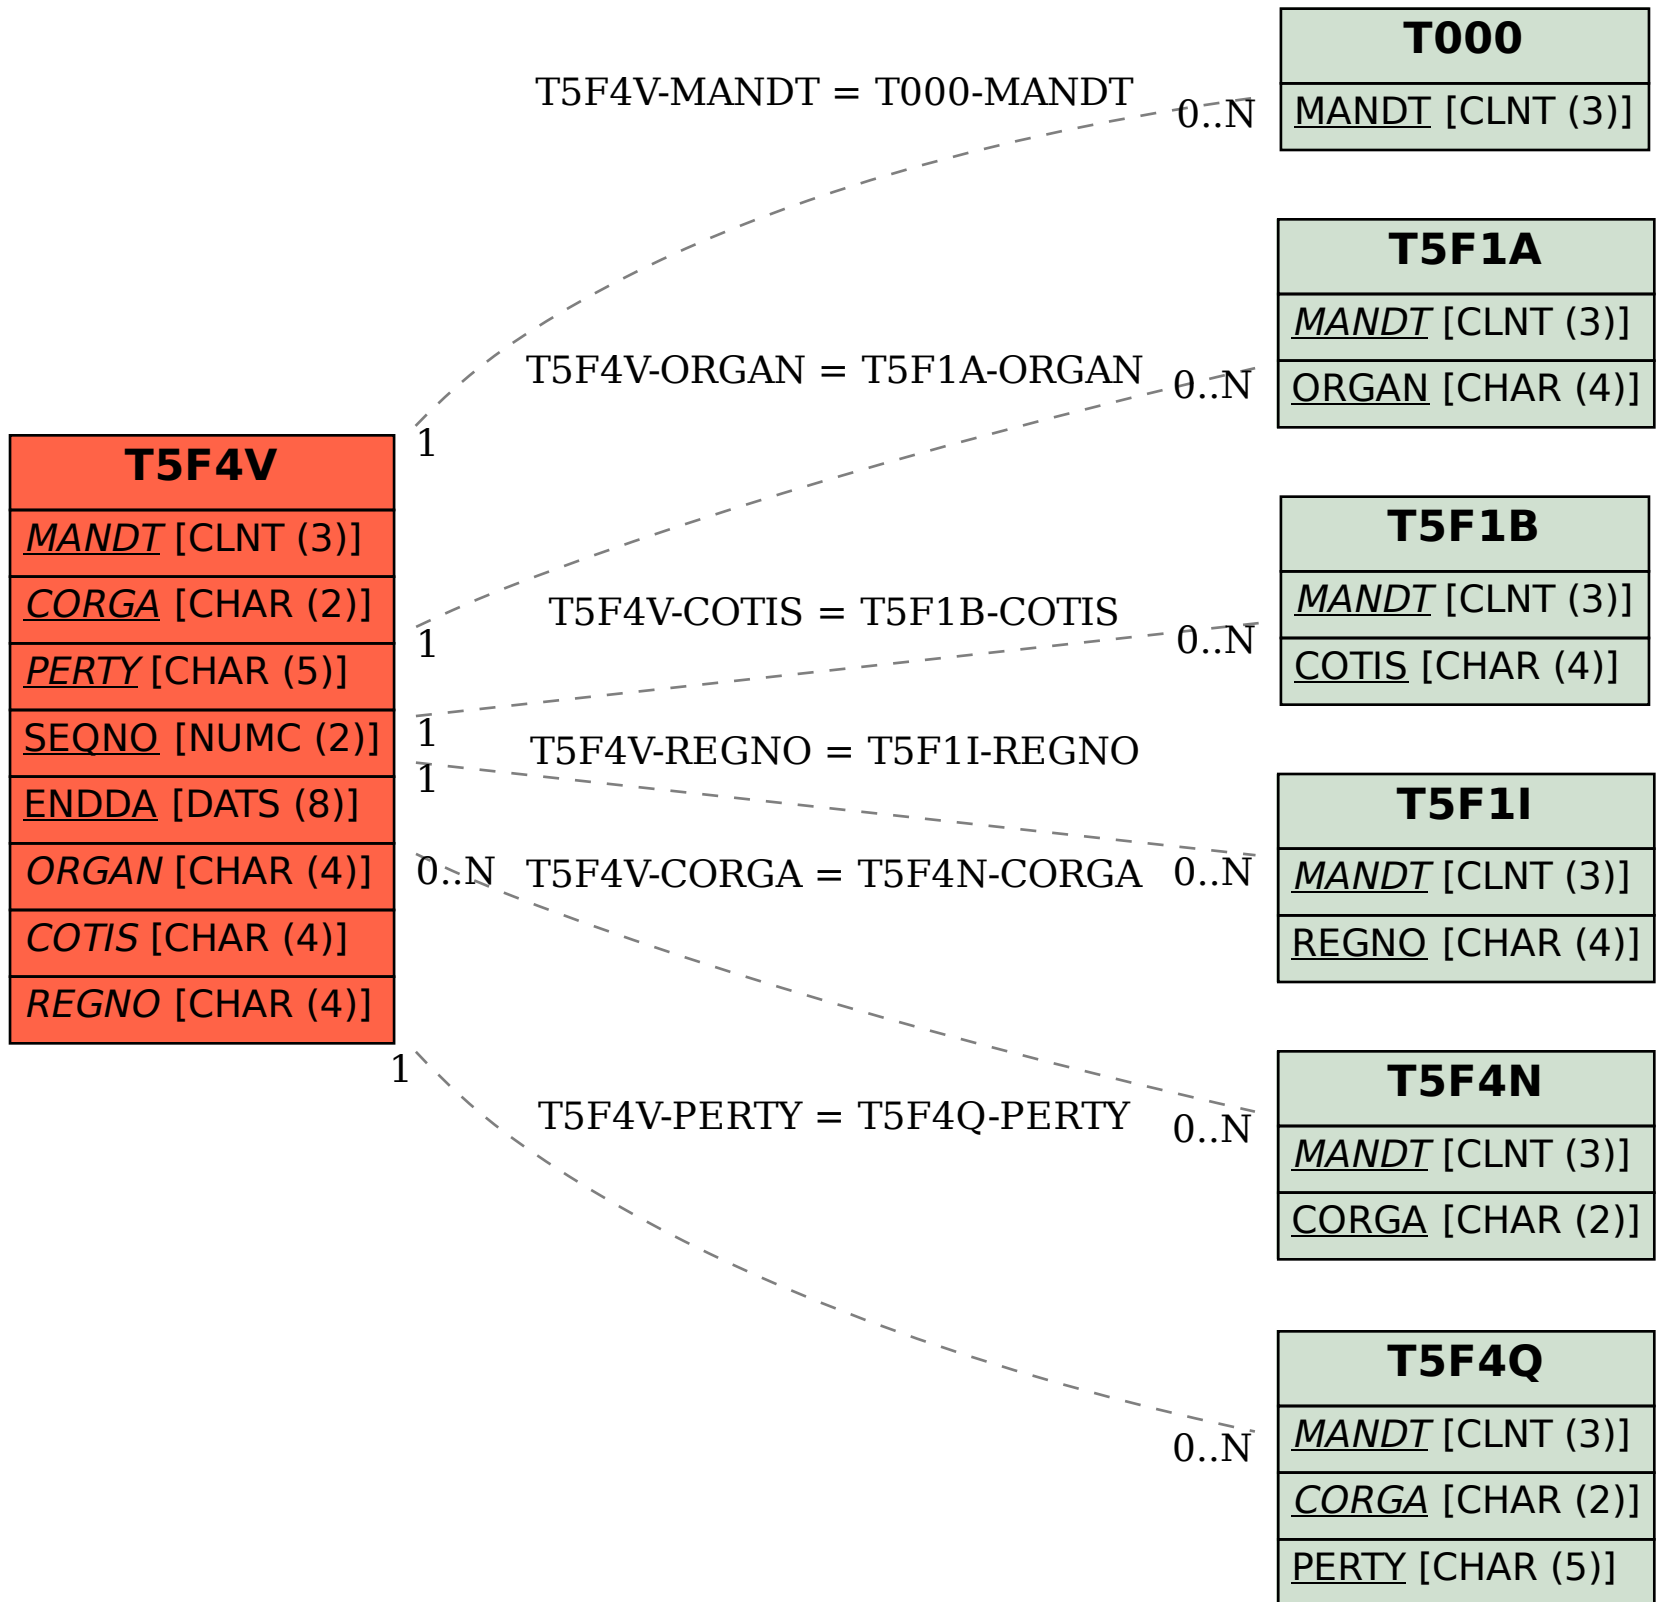 T000
MANDT [CLNT (3)]
T5F4V-MANDT = T000-MANDT
0..N
1
T5F1A
MANDT [CLNT (3)]
ORGAN [CHAR (4)]
T5F4V-ORGAN = T5F1A-ORGAN
0..N
1
T5F4V
MANDT [CLNT (3)]
CORGA [CHAR (2)]
PERTY [CHAR (5)]
SEQNO [NUMC (2)]
ENDDA [DATS (8)]
ORGAN [CHAR (4)]
COTIS [CHAR (4)]
REGNO [CHAR (4)]
T5F1B
MANDT [CLNT (3)]
COTIS [CHAR (4)]
T5F4V-COTIS = T5F1B-COTIS
0..N
1
T5F4V-REGNO = T5F1I-REGNO
1
0..N
T5F1I
MANDT [CLNT (3)]
REGNO [CHAR (4)]
0..N
T5F4V-CORGA = T5F4N-CORGA
0..N
T5F4N
MANDT [CLNT (3)]
CORGA [CHAR (2)]
1
T5F4V-PERTY = T5F4Q-PERTY
0..N
T5F4Q
MANDT [CLNT (3)]
CORGA [CHAR (2)]
PERTY [CHAR (5)]